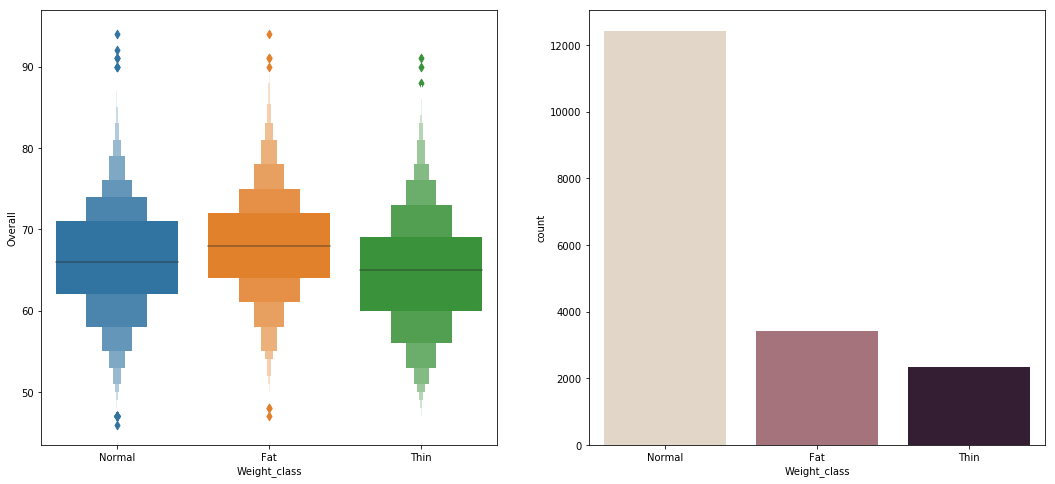 90
80
70
60
50
Overall
Normal
Fat
Thin
Weight_class
12000
10000
8000
6000
4000
2000
0
count
Normal
Fat
Thin
Weight_class